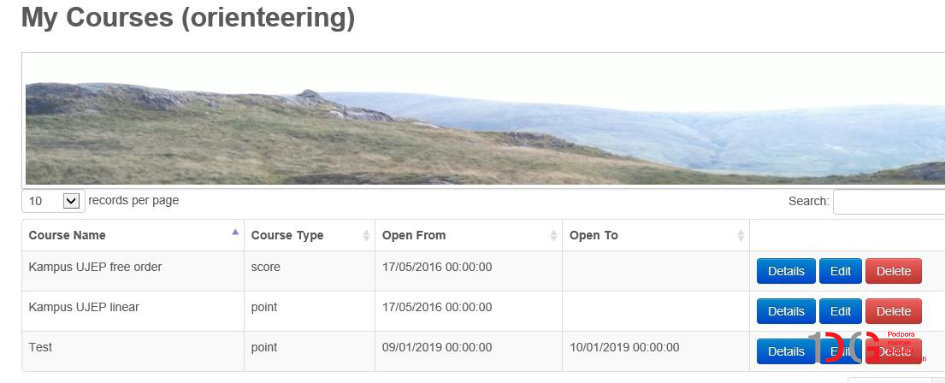 My Courses (orienteering)
10 records per page Search:
Course Name Course Type Open From Open To
Kampus UJEP free order score 17/05/2016 00:00:00 Details Edit Delete
Kampus UJEP linear point 17/05/2016 00:00:00 Details Edit Delete
Test point 09/01/2019 00:00:00 10/01/2019 00:00:00 Details Edit Delete
Podpora